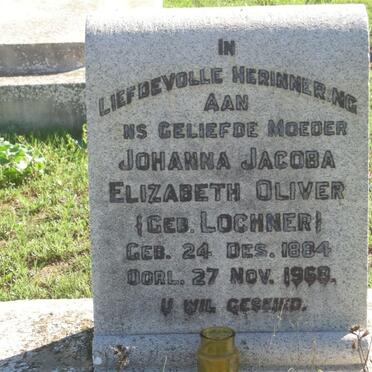 IN
LIEFDEVOLLE HERINNERING
AAN
NS GELIEFDE MOEDER
JOHANNA JACOBA
ELIZABETH OLIVER
(GEB. LOCHNER)
GEB. 24 DES. 1884
OORL. 27 NOV. 1968.
U WIL GESKIED.